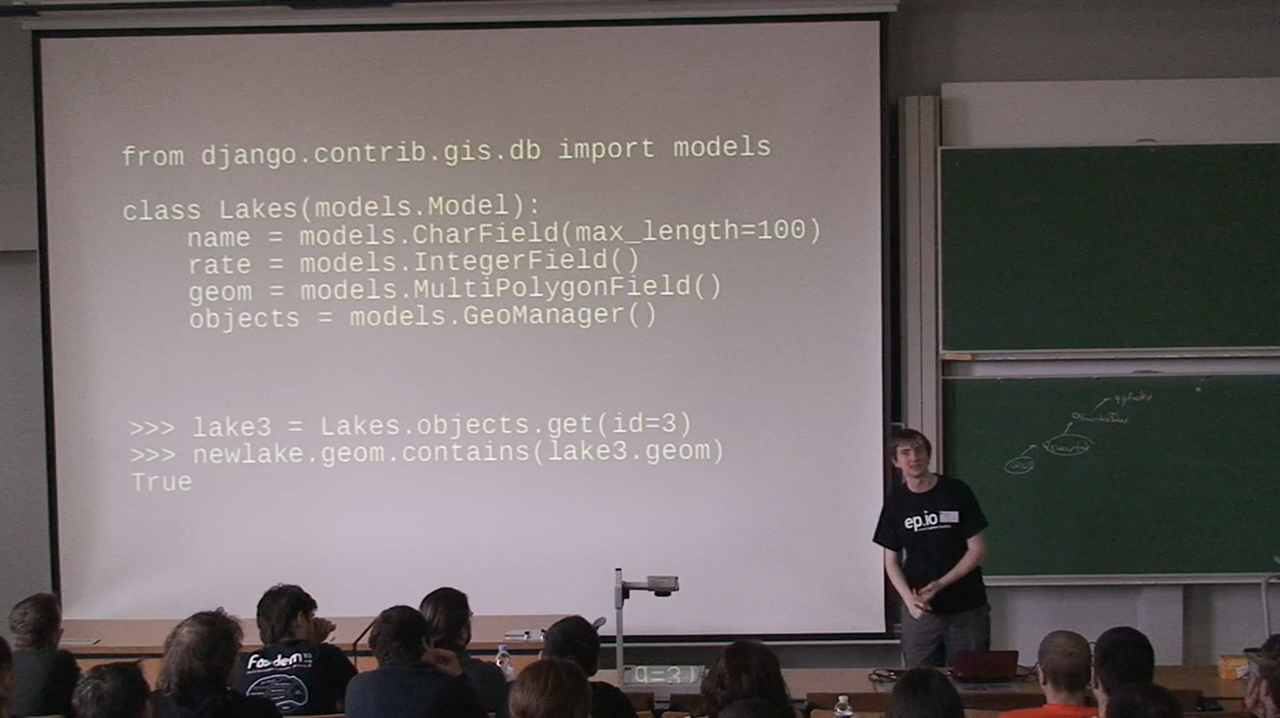 from django.contrib.gis.db import models
class Lakes(models.Model):
name = models.CharField(max_length=100)
rate = models.IntegerField()
geom = models.MultiPolygonField()
objects = models.GeoManager()
>>> lake3 = Lakes.objects.get(id=3)
>>> newlake.geom.contains(lake3.geom)
True
ep.io
Fosdem
d=3)